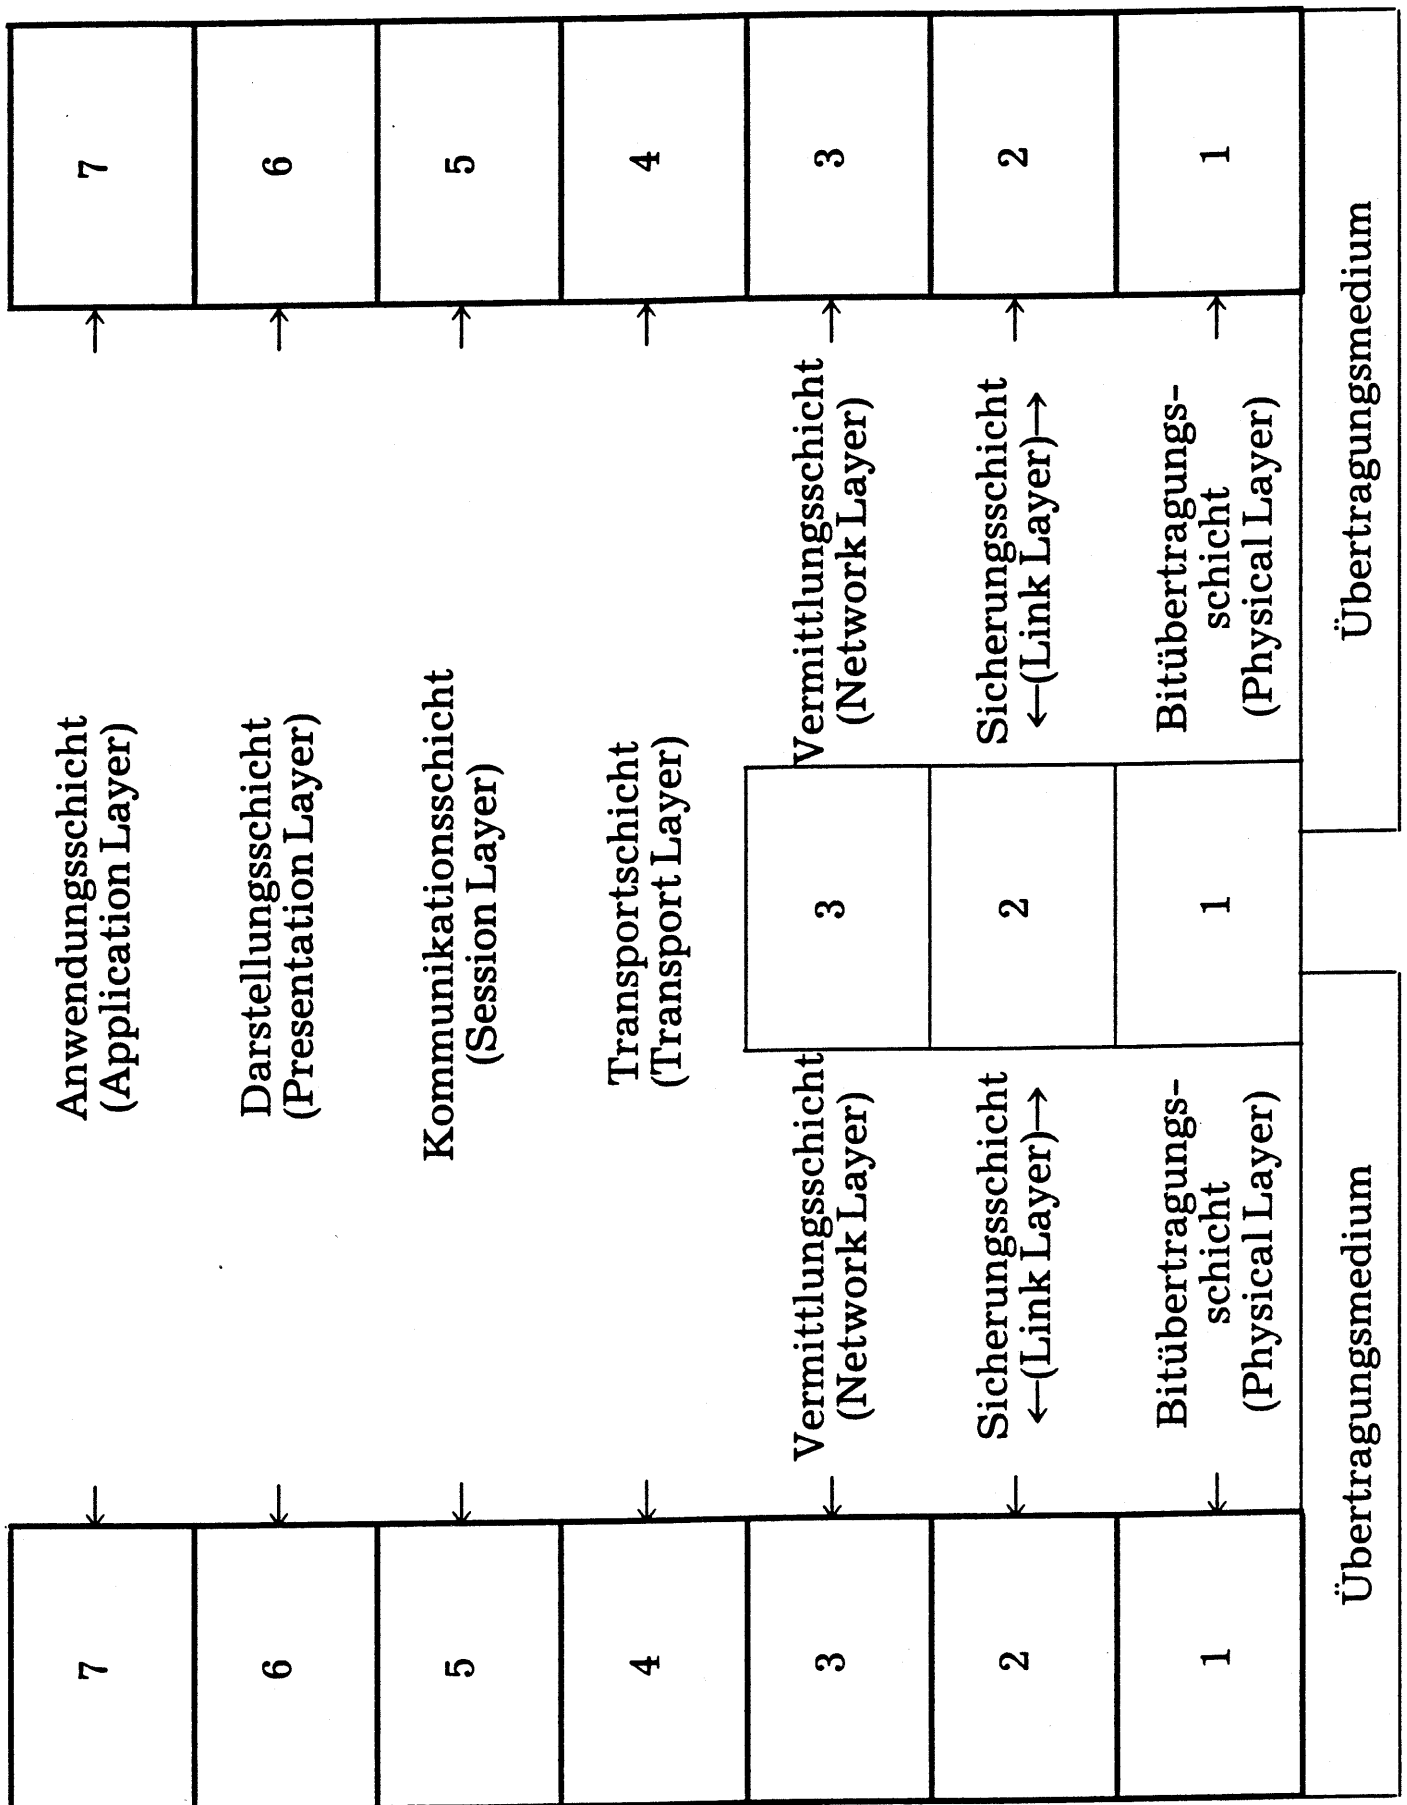 7
Anwendungsschicht
(Application Layer)
7
6
Darstellungsschicht
(Presentation Layer)
6
5
Kommunikationsschicht
(Session Layer)
5
4
Transportschicht
(Transport Layer)
4
3
Vermittlungsschicht
(Network Layer)
3
Vermittlungsschicht
(Network Layer)
3
2
Sicherungsschicht
←(Link Layer)→
2
Sicherungsschicht
←(Link Layer)→
2
1
Bitübertragungs-
schicht
(Physical Layer)
1
Bitübertragungs-
schicht
(Physical Layer)
1
Übertragungsmedium
Übertragungsmedium